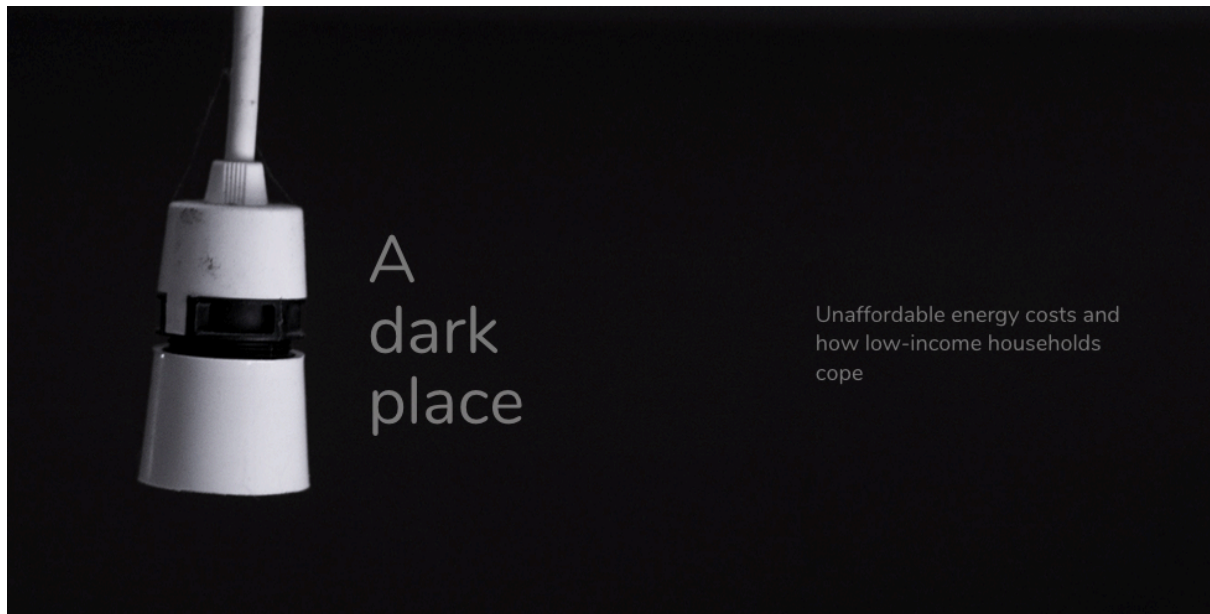 A
dark
place
Unaffordable energy costs and
how low-income households
cope